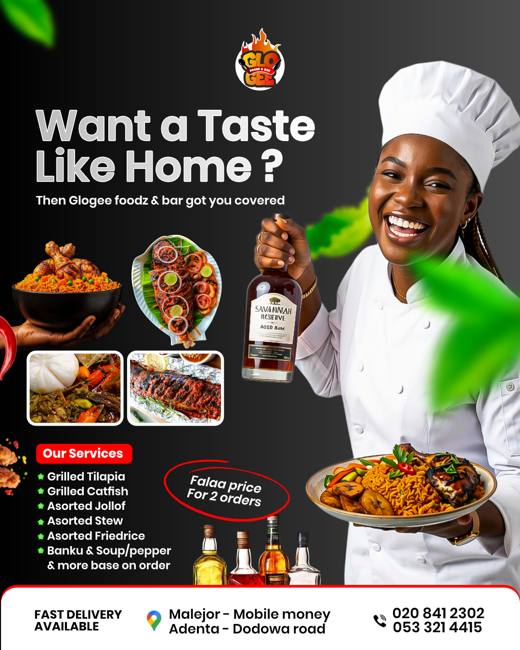 GLO
GEE
Want a Taste
Like Home ?
Then Glogee foodz & bar got you covered
SAVANNAH
RESERVE
AGED
Our Services
Grilled Tilapia
Grilled Catfish
Asorted Jollof
Asorted Stew
Asorted Friedrice
Banku & Soup/pepper
& more base on order
Falaa price
For 2 orders
FAST DELIVERY
AVAILABLE
Malejor - Mobile money
Adenta - Dodowa road
020 841 2302
053 321 4415